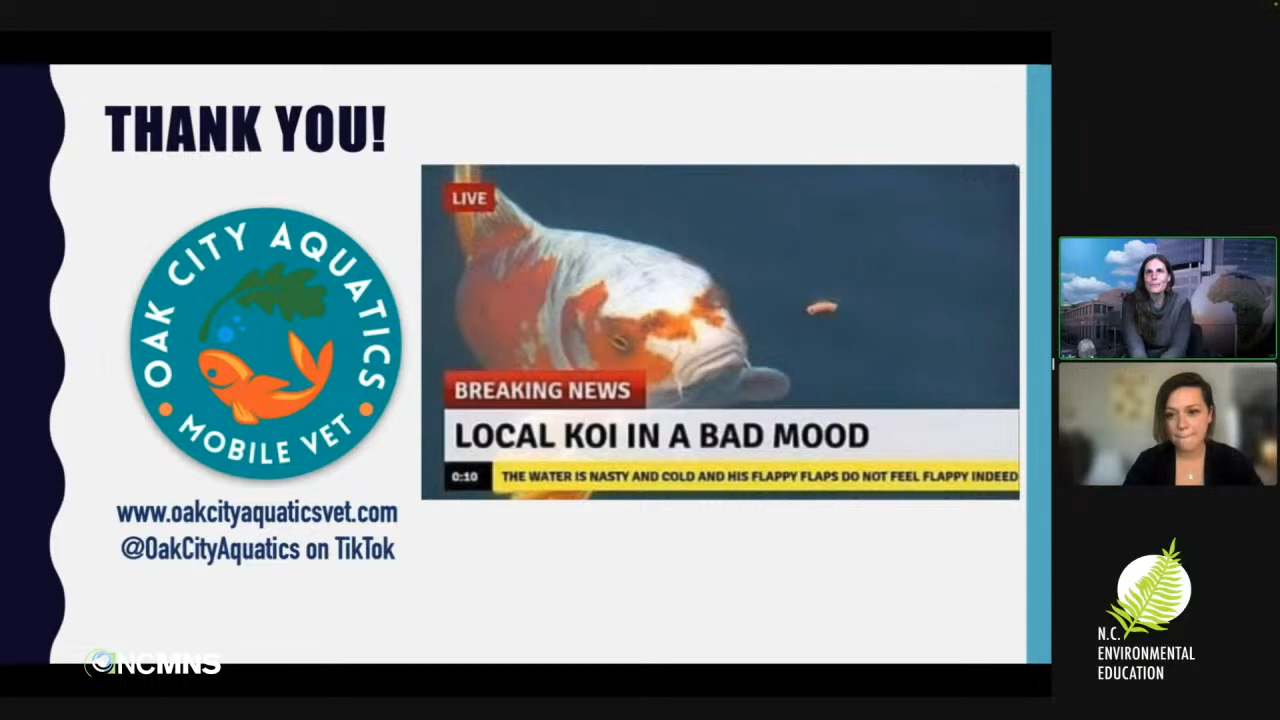 THANK YOU!
OAK CITY AQUATICS
MOBILE VET
www.oakcityaquaticsvet.com
@OakCityAquatics on TikTok
LIVE
BREAKING NEWS
LOCAL KOI IN A BAD MOOD
0:10 THE WATER IS NASTY AND COLD AND HIS FLAPPY FLAPS DO NOT FEEL FLAPPY INDEED
NCMNS
N.C.
ENVIRONMENTAL
EDUCATION